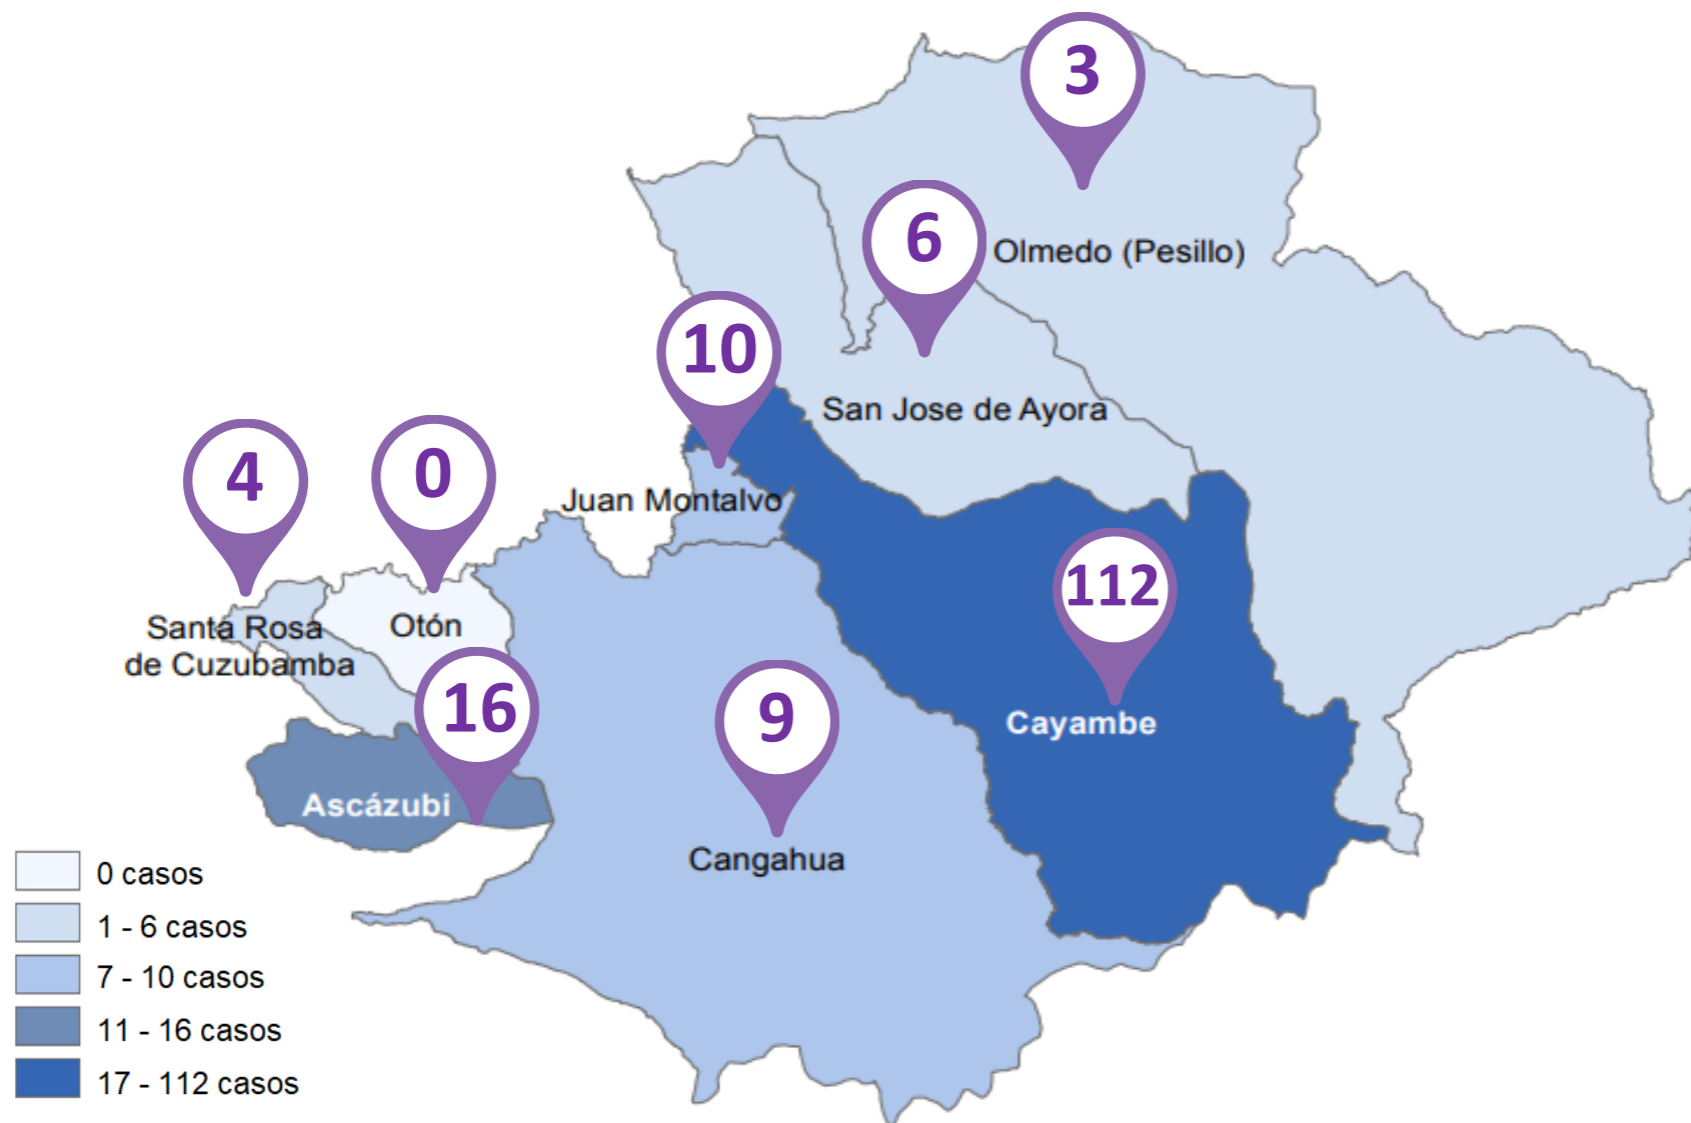 3
6
Olmedo (Pesillo)
10
San Jose de Ayora
4
0
Juan Montalvo
112
Santa Rosa
de Cuzubamba
Otón
16
9
Cayambe
Ascázubi
Cangahua
0 casos
1 - 6 casos
7 - 10 casos
11 - 16 casos
17 - 112 casos